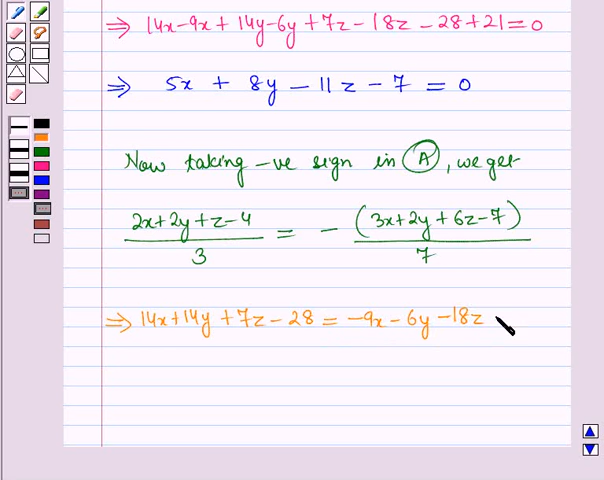 ⇒ 14x-9x+14y-6y+7z-18z-28+21=0
⇒ 5x + 8y - 11z - 7 = 0
Now taking -ve sign in (A), we get
(2x+2y+z-4)/3 = - (3x+2y+6z-7)/7
⇒ 14x+14y+7z-28 = -9x-6y-18z